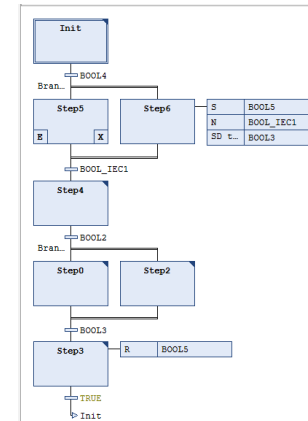 Init
BOOL4
Bran...
Step5
Step6
S BOOL5
N BOOL_IEC1
SD t... BOOL3
E X
BOOL_IEC1
Step4
BOOL2
Bran...
Step0
Step2
BOOL3
Step3
R BOOL5
TRUE
Init